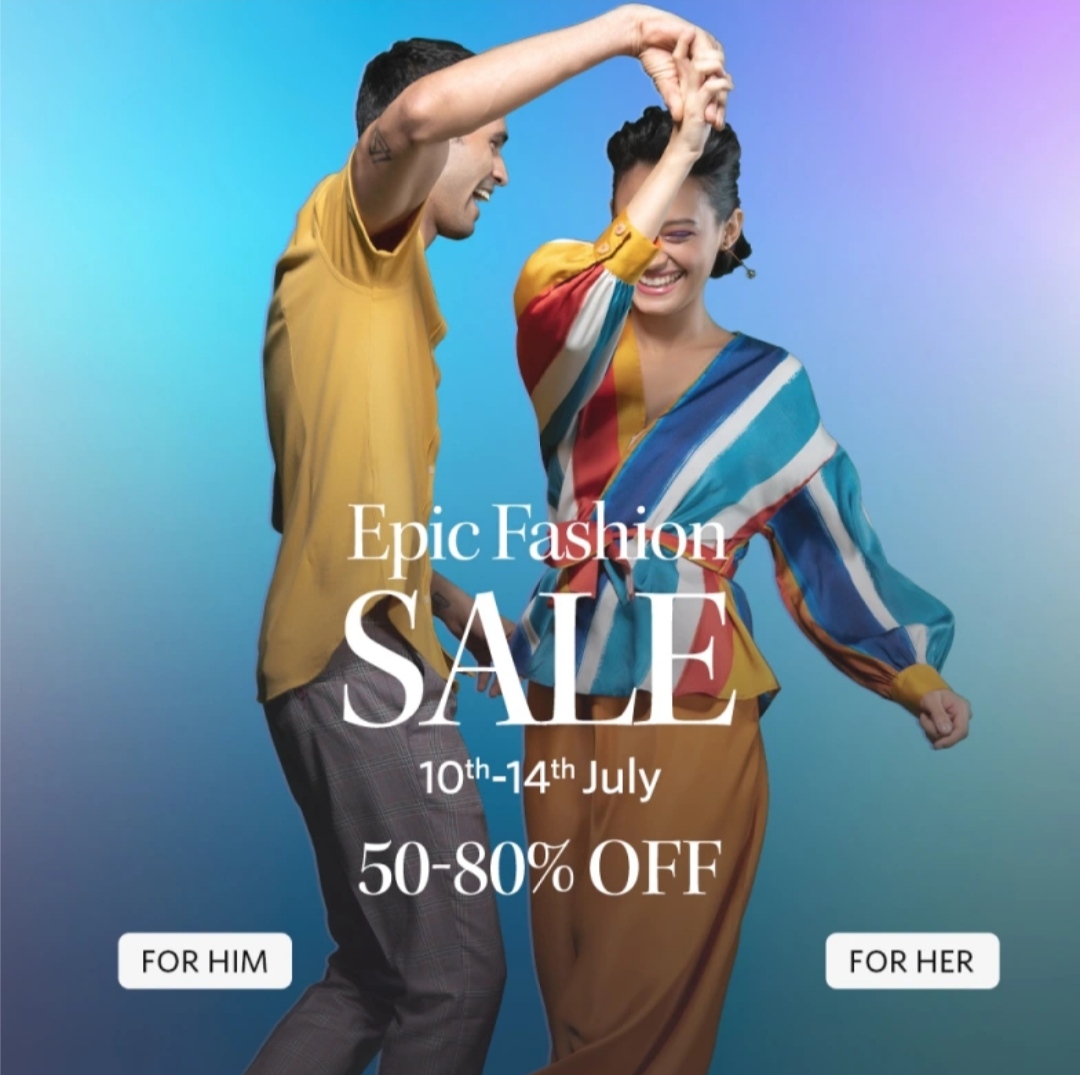 Epic Fashion
SALE
10th-14th July
50-80% OFF
FOR HIM
FOR HER